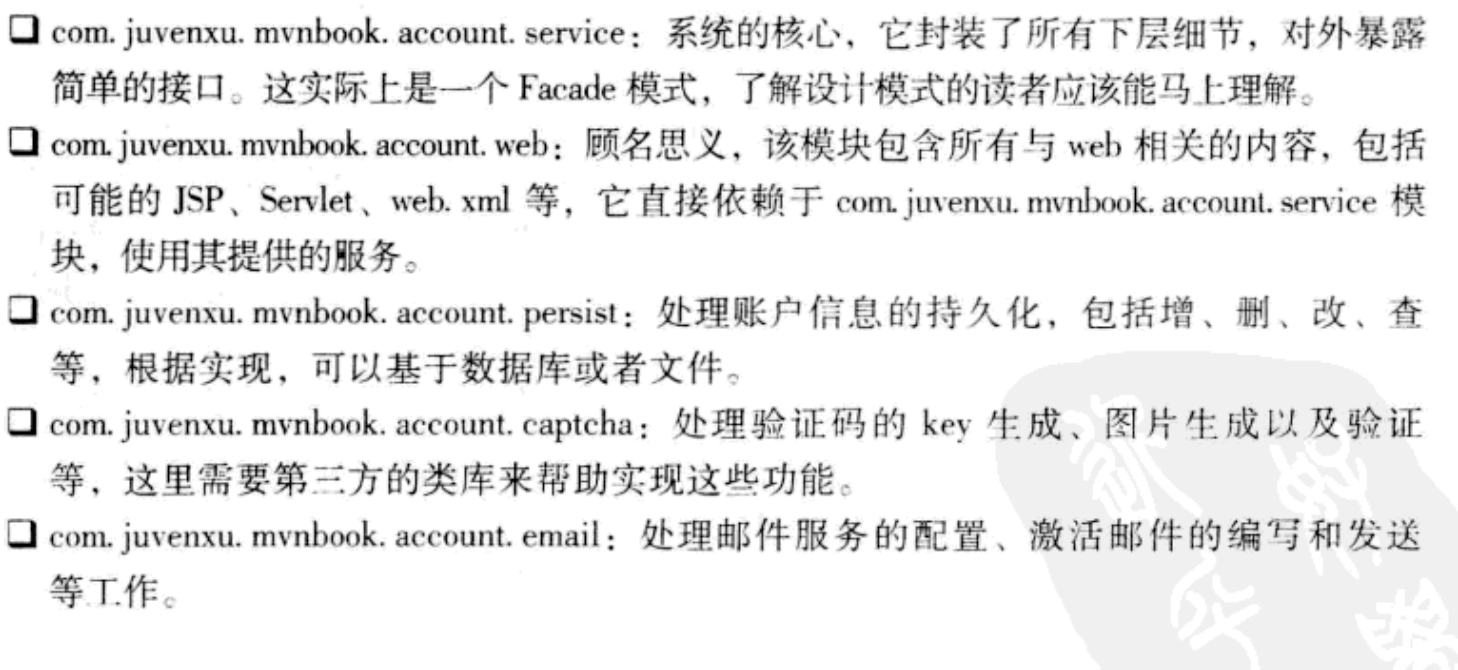 ❑ com. juvenxu. mvnbook. account. service：系统的核心，它封装了所有下层细节，对外暴露
简单的接口。这实际上是一个 Facade 模式，了解设计模式的读者应该能马上理解。
❑ com. juvenxu. mvnbook. account. web：顾名思义，该模块包含所有与 web 相关的内容，包括
可能的 JSP、Servlet、web. xml 等，它直接依赖于 com. juvenxu. mvnbook. account. service 模
块，使用其提供的服务。
❑ com. juvenxu. mvnbook. account. persist：处理账户信息的持久化，包括增、删、改、查
等，根据实现，可以基于数据库或者文件。
❑ com. juvenxu. mvnbook. account. captcha：处理验证码的 key 生成、图片生成以及验证
等，这里需要第三方的类库来帮助实现这些功能。
❑ com. juvenxu. mvnbook. account. email：处理邮件服务的配置、激活邮件的编写和发送
等工作。